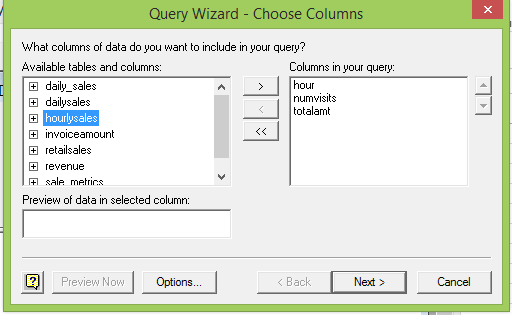 Query Wizard - Choose Columns
What columns of data do you want to include in your query?
Available tables and columns:
daily_sales
dailysales
hourlysales
invoiceamount
retailsales
revenue
sale_metrics
>
<
<<
Columns in your query:
hour
numvisits
totalamt
Preview of data in selected column:
?
Preview Now
Options...
< Back
Next >
Cancel